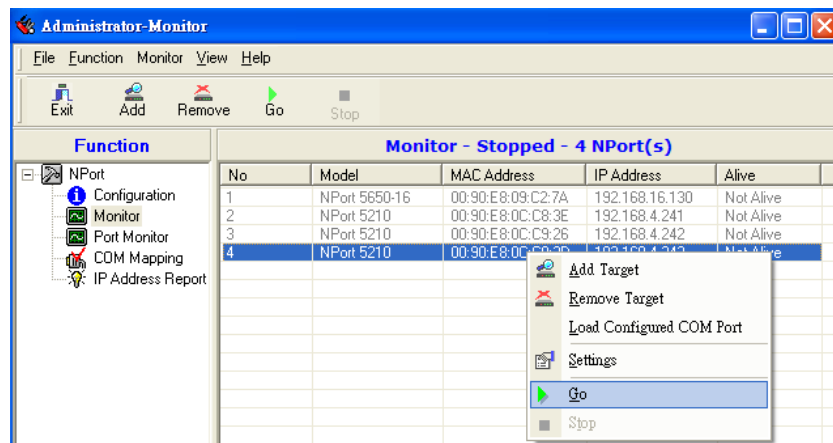 Administrator-Monitor
File Function Monitor View Help
Exit Add Remove Go Stop
Function
Monitor - Stopped - 4 NPort(s)
NPort
Configuration
Monitor
Port Monitor
COM Mapping
IP Address Report
No Model MAC Address IP Address Alive
1 NPort 5650-16 00:90:E8:09:C2:7A 192.168.16.130 Not Alive
2 NPort 5210 00:90:E8:0C:C8:3E 192.168.4.241 Not Alive
3 NPort 5210 00:90:E8:0C:C9:26 192.168.4.242 Not Alive
4 NPort 5210 Not Alive
Add Target
Remove Target
Load Configured COM Port
Settings
Go
Stop